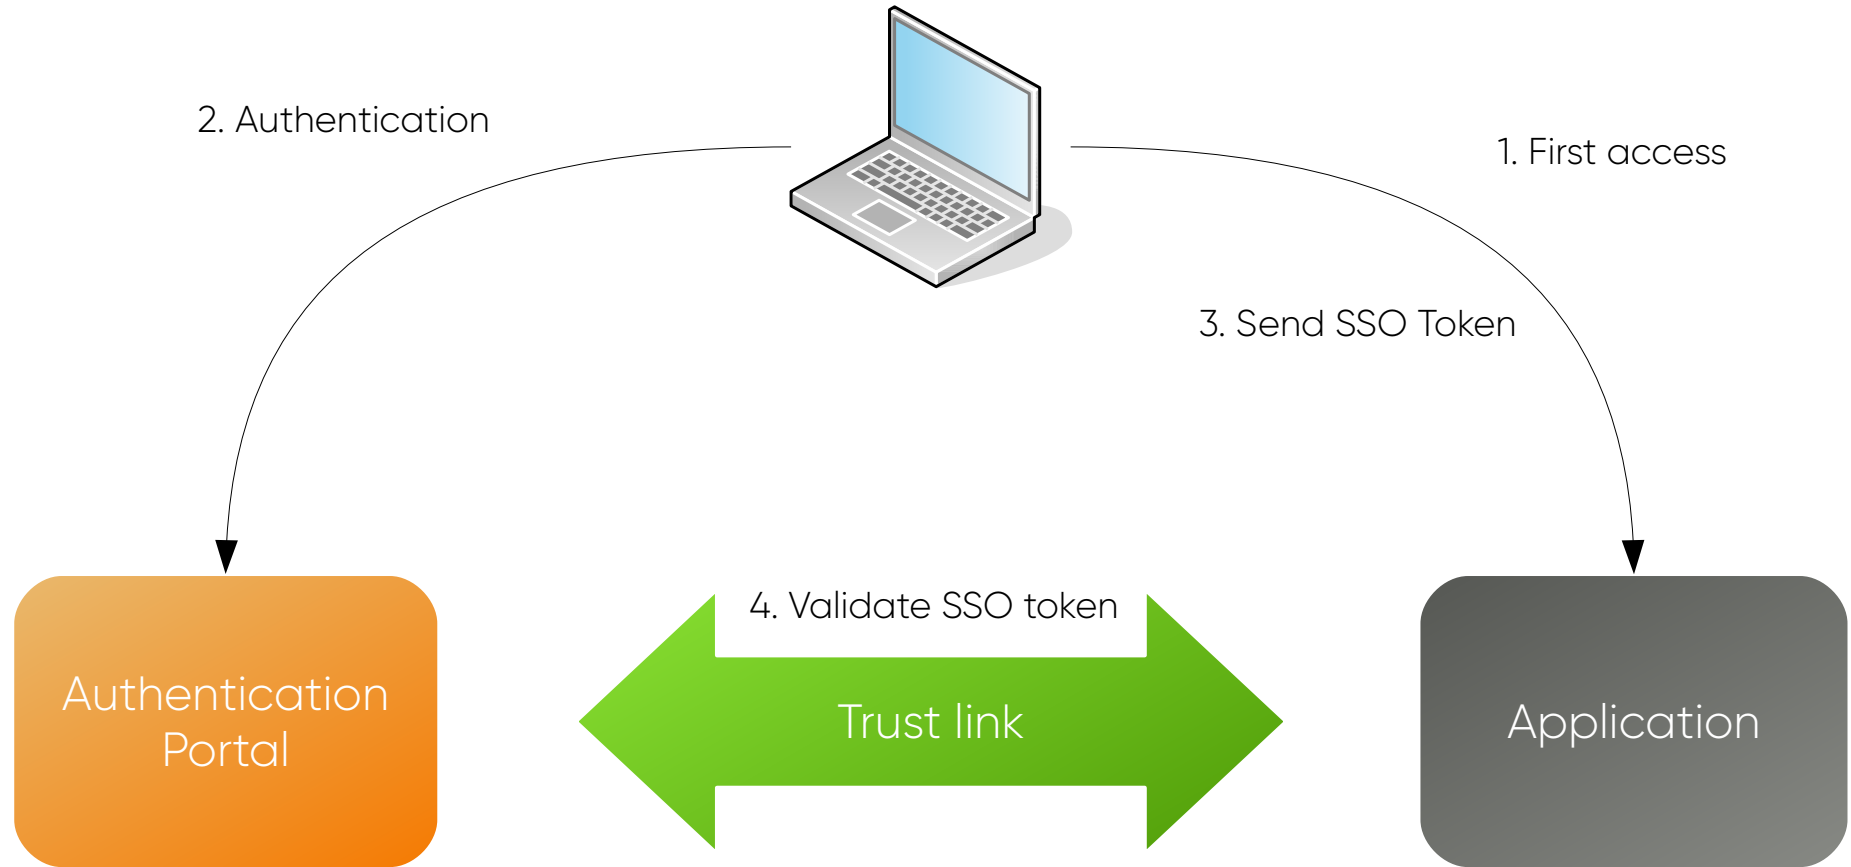 2. Authentication
1. First access
3. Send SSO Token
4. Validate SSO token
Authentication
Portal
Trust link
Application